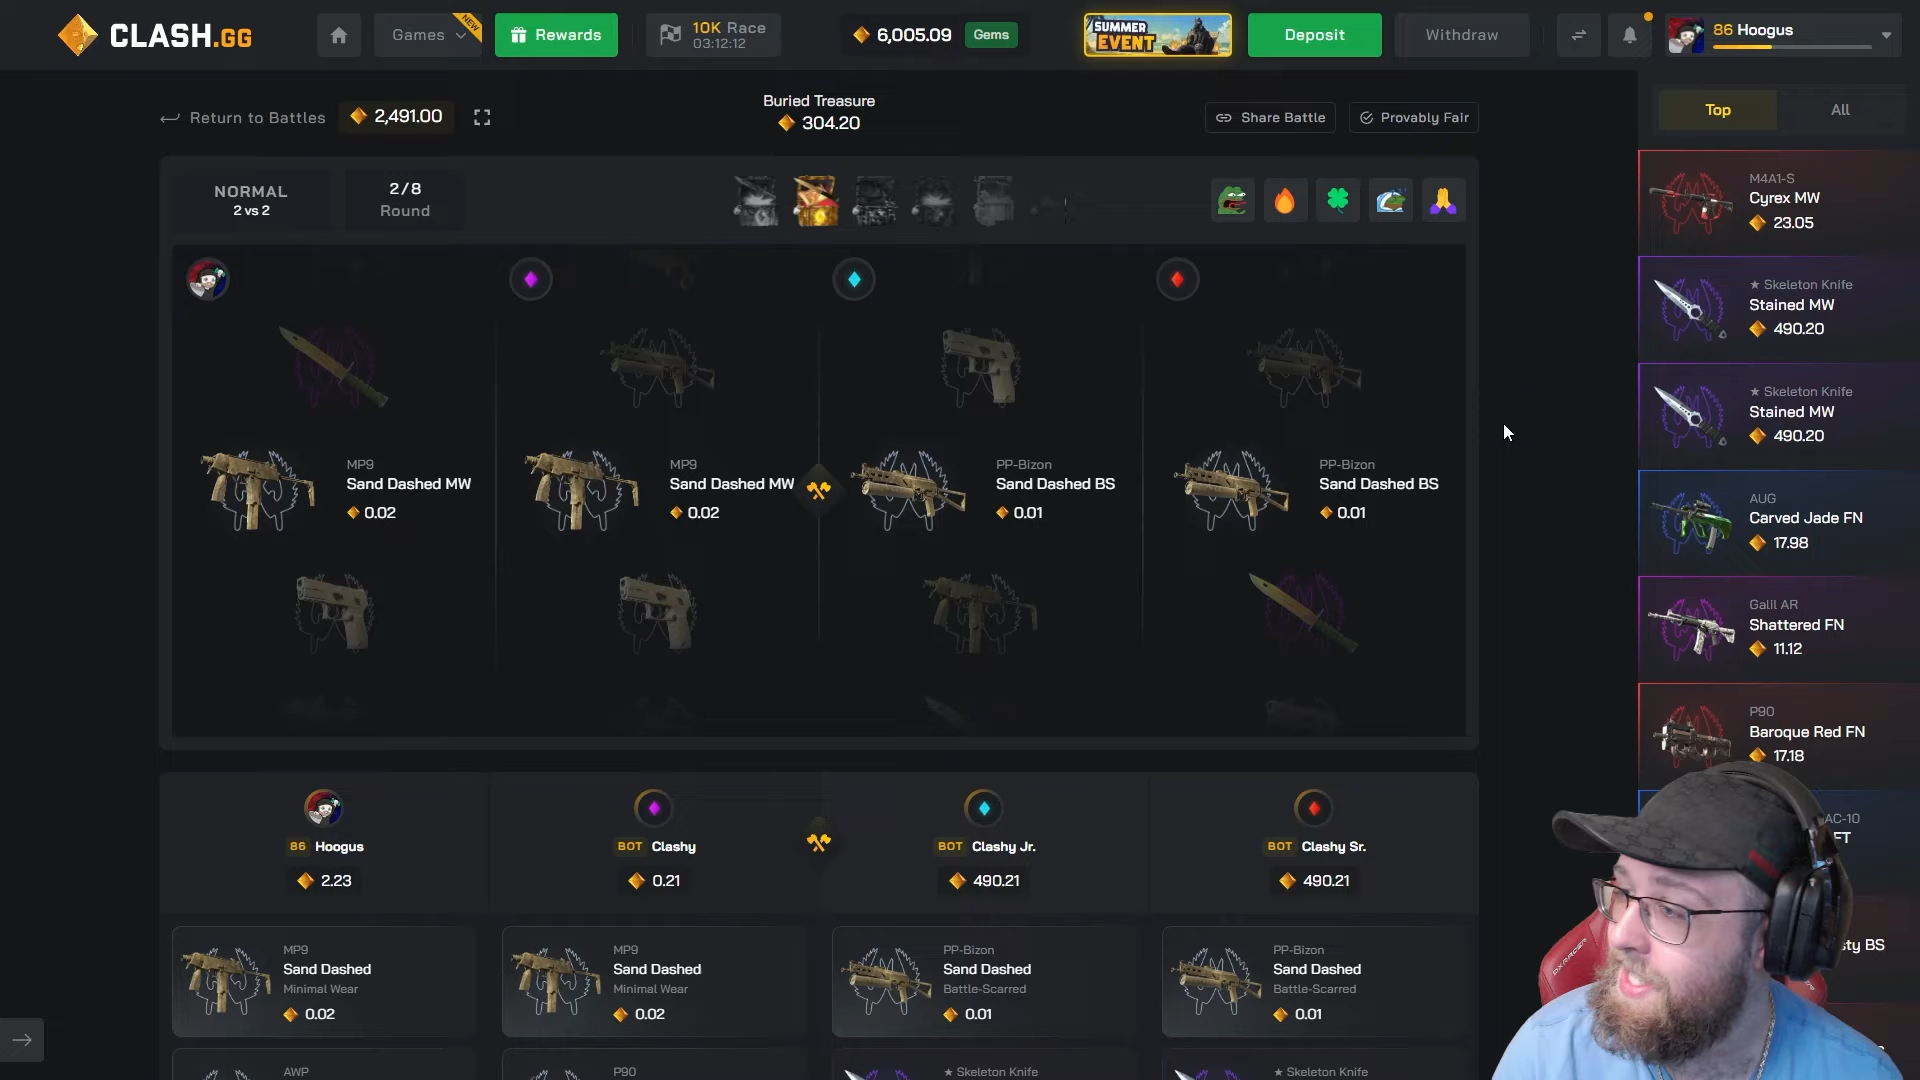 CLASH.GG
Games
NEW
Rewards
10K Race
03:12:12
6,005.09
Gems
SUMMER
EVENT
Deposit
Withdraw
86 Hoogus
Return to Battles
2,491.00
Buried Treasure
304.20
Share Battle
Provably Fair
Top
All
NORMAL
2 vs 2
2/8
Round
MP9
Sand Dashed MW
0.02
MP9
Sand Dashed MW
0.02
PP-Bizon
Sand Dashed BS
0.01
PP-Bizon
Sand Dashed BS
0.01
M4A1-S
Cyrex MW
23.05
★ Skeleton Knife
Stained MW
490.20
★ Skeleton Knife
Stained MW
490.20
AUG
Carved Jade FN
17.98
Galil AR
Shattered FN
11.12
P90
Baroque Red FN
17.18
AC-10
FT
sty BS
86 Hoogus
2.23
BOT Clashy
0.21
BOT Clashy Jr.
490.21
BOT Clashy Sr.
490.21
MP9
Sand Dashed
Minimal Wear
0.02
MP9
Sand Dashed
Minimal Wear
0.02
PP-Bizon
Sand Dashed
Battle-Scarred
0.01
PP-Bizon
Sand Dashed
Battle-Scarred
0.01
AWP
P90
★ Skeleton Knife
★ Skeleton Knife
DXRACER